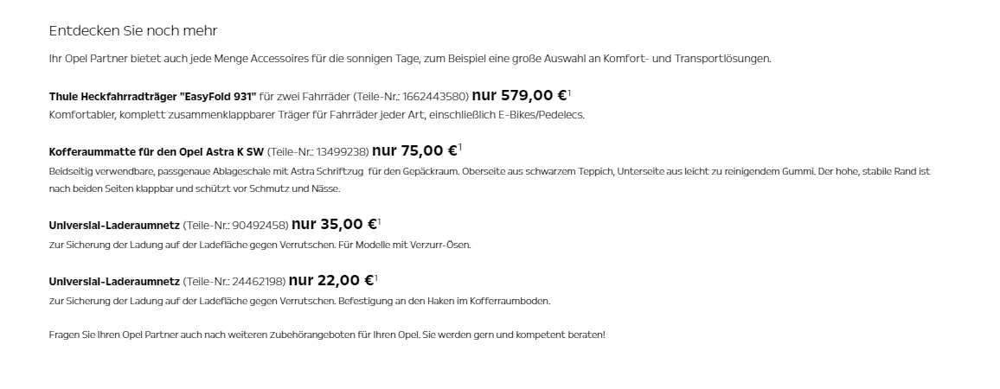 Entdecken Sie noch mehr
Ihr Opel Partner bietet auch jede Menge Accessoires für die sonnigen Tage, zum Beispiel eine große Auswahl an Komfort- und Transportlösungen.
Thule Heckfahrradträger "EasyFold 931" für zwei Fahrräder (Teile-Nr.: 1662443580) nur 579,00 €¹
Komfortabler, komplett zusammenklappbarer Träger für Fahrräder jeder Art, einschließlich E-Bikes/Pedelecs.
Kofferaummatte für den Opel Astra K SW (Teile-Nr.: 13499238) nur 75,00 €¹
Beidseitig verwendbare, passgenaue Ablageschale mit Astra Schriftzug für den Gepäckraum. Oberseite aus schwarzem Teppich, Unterseite aus leicht zu reinigendem Gummi. Der hohe, stabile Rand ist
nach beiden Seiten klappbar und schützt vor Schmutz und Nässe.
Universial-Laderaumnetz (Teile-Nr.: 90492458) nur 35,00 €¹
Zur Sicherung der Ladung auf der Ladefläche gegen Verrutschen. Für Modelle mit Verzurr-Ösen.
Universial-Laderaumnetz (Teile-Nr.: 24462198) nur 22,00 €¹
Zur Sicherung der Ladung auf der Ladefläche gegen Verrutschen. Befestigung an den Haken im Kofferraumboden.
Fragen Sie Ihren Opel Partner auch nach weiteren Zubehörangeboten für Ihren Opel. Sie werden gern und kompetent beraten!